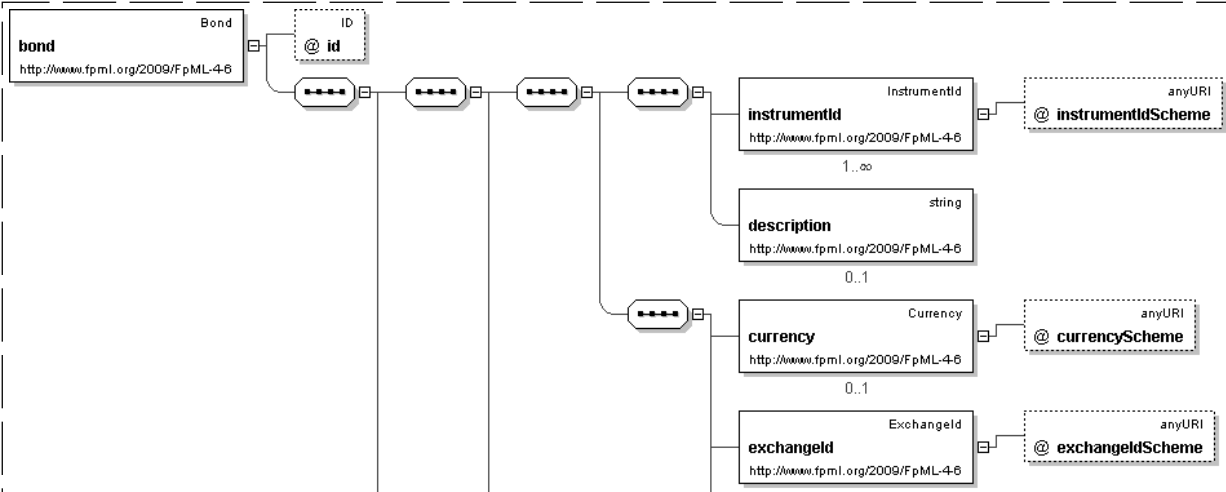 Bond
bond
http://www.fpml.org/2009/FpML-4-6
ID
@ id
InstrumentId
instrumentId
http://www.fpml.org/2009/FpML-4-6
1..∞
anyURI
@ instrumentIdScheme
string
description
http://www.fpml.org/2009/FpML-4-6
0..1
Currency
currency
http://www.fpml.org/2009/FpML-4-6
0..1
anyURI
@ currencyScheme
ExchangeId
exchangeId
http://www.fpml.org/2009/FpML-4-6
anyURI
@ exchangeIdScheme